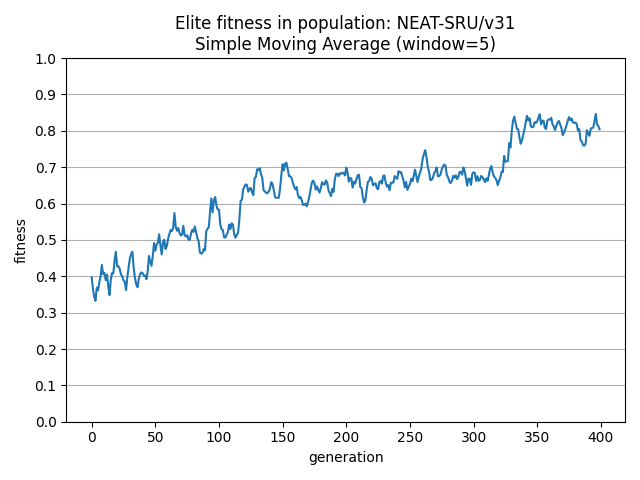 Elite fitness in population: NEAT-SRU/v31
Simple Moving Average (window=5)
1.0
0.9
0.8
0.7
0.6
0.5
0.4
0.3
0.2
0.1
0.0
fitness
0 50 100 150 200 250 300 350 400
generation